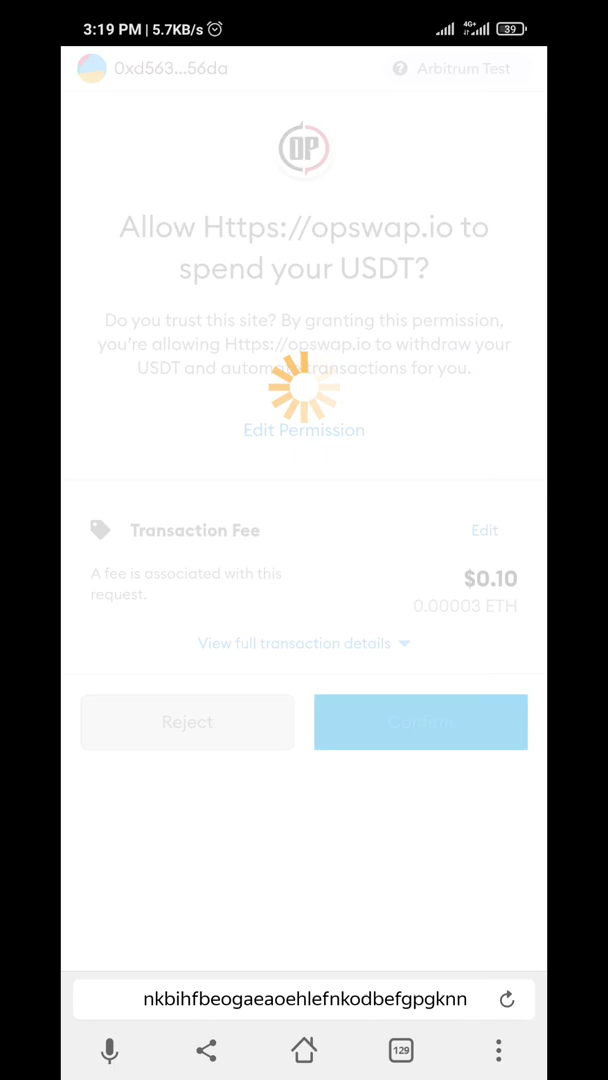 3:19 PM | 5.7KB/s
4G+
39
0xd563...56da
? Arbitrum Test
OP
Allow Https://opswap.io to
spend your USDT?
Do you trust this site? By granting this permission,
you're allowing Https://opswap.io to withdraw your
USDT and automate transactions for you.
Edit Permission
Transaction Fee
Edit
A fee is associated with this
request.
$0.10
0.00003 ETH
View full transaction details
Reject
Confirm
nkbihfbeogaeaoehlefnkodbefgpgknn
129